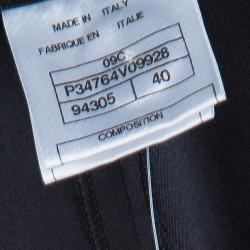 MADE IN ITALY
FABRIQUE EN ITALIE
09C
P34764V09928
94305 40
COMPOSITION